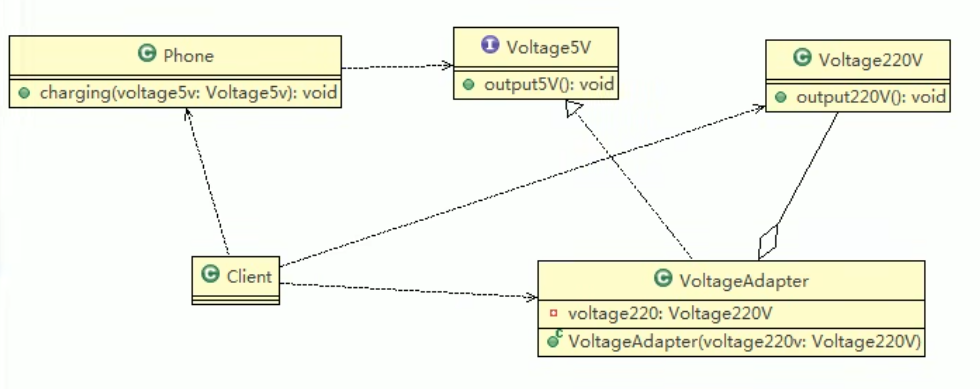 Phone
charging(voltage5v: Voltage5v): void
Voltage5V
output5V(): void
Voltage220V
output220V(): void
Client
VoltageAdapter
voltage220: Voltage220V
VoltageAdapter(voltage220v: Voltage220V)